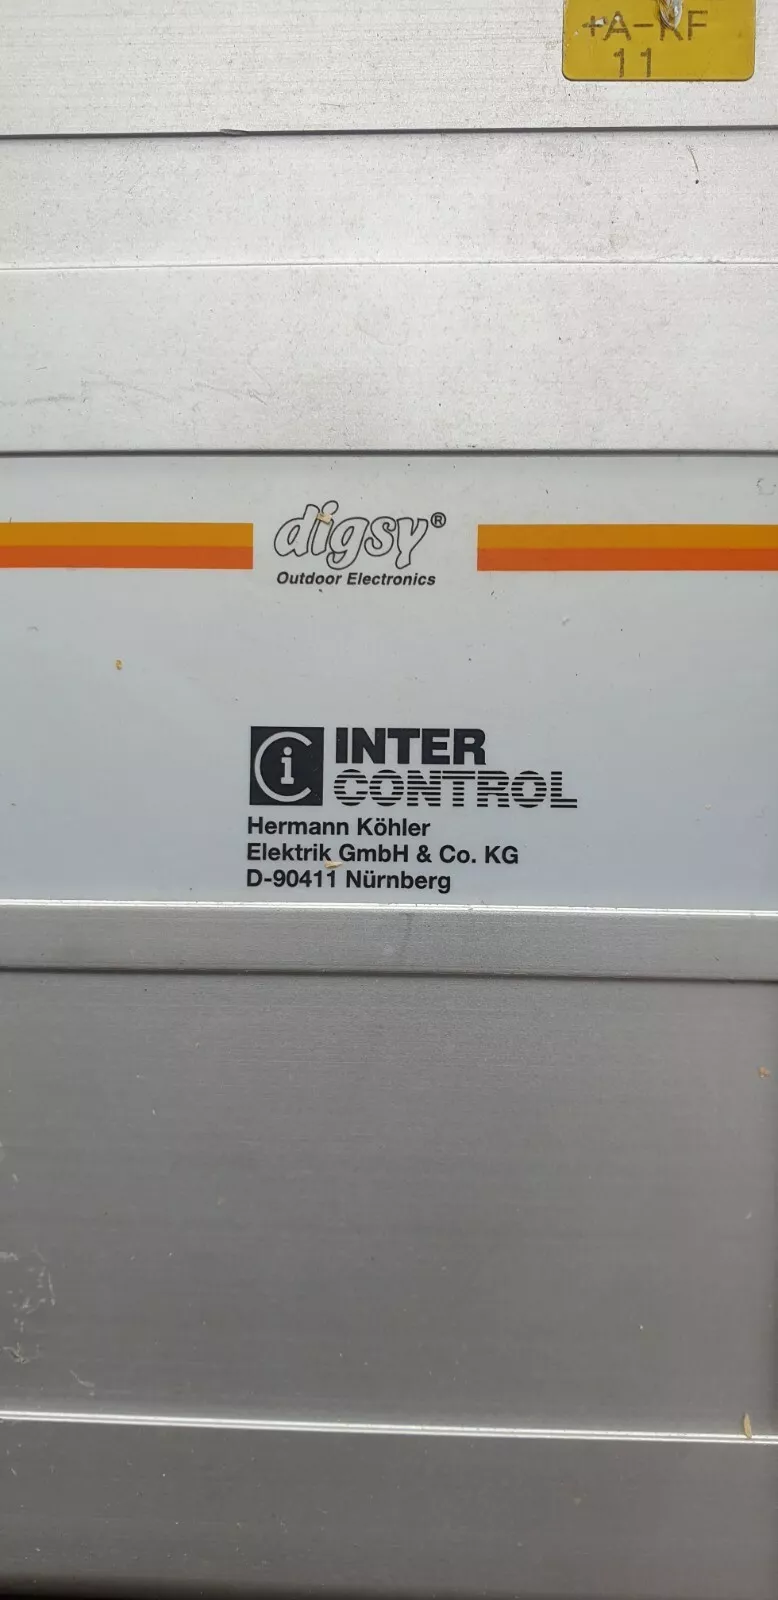 +A-KF
11
digsy®
Outdoor Electronics
i
INTER
CONTROL
Hermann Köhler
Elektrik GmbH & Co. KG
D-90411 Nürnberg